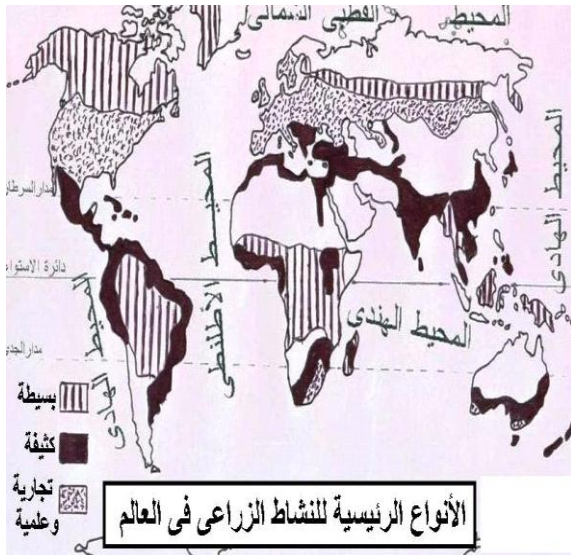 المحيط القطبي الشمالى
المحيط الهادى
المحيط الأطلنطى
المحيط الهادى
المحيط الهندى
مدار السرطان
دائرة الاستواء
مدار الجدى
بسيطة
كثيفة
تجارية
وعلمية
الأنواع الرئيسية للنشاط الزراعى فى العالم